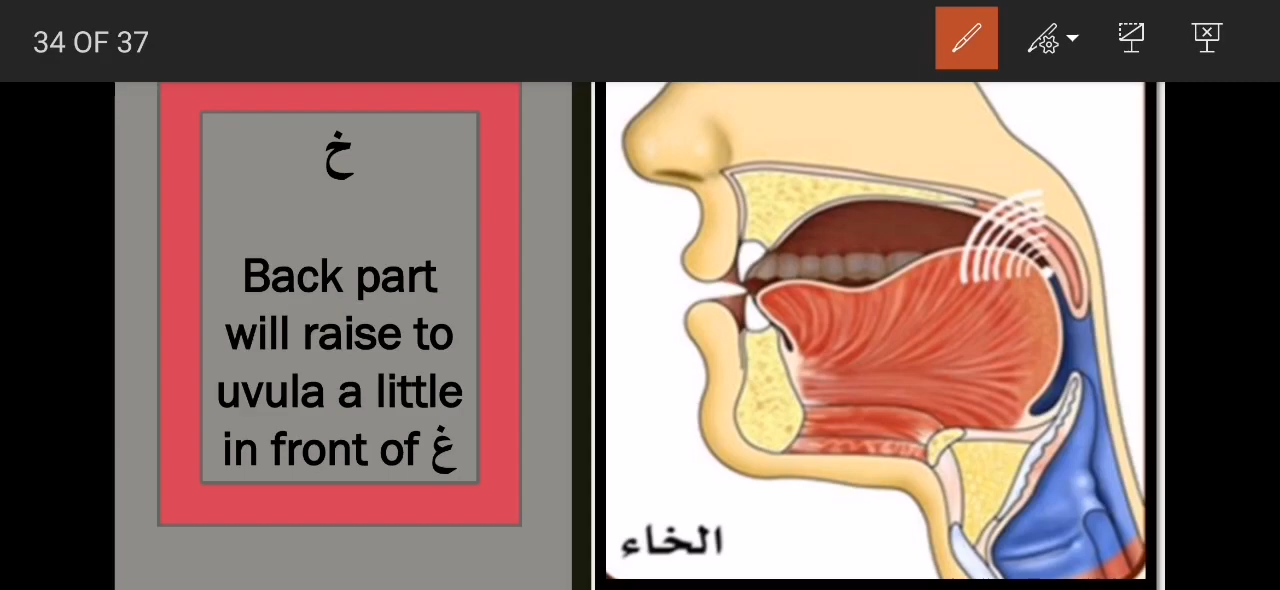 34 OF 37
خ
Back part
will raise to
uvula a little
in front of غ
الخاء